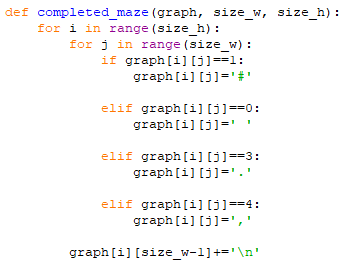 def completed_maze(graph, size_w, size_h):
    for i in range(size_h):
        for j in range(size_w):
            if graph[i][j]==1:
                graph[i][j]='#'

            elif graph[i][j]==0:
                graph[i][j]=' '

            elif graph[i][j]==3:
                graph[i][j]='.'

            elif graph[i][j]==4:
                graph[i][j]=','

        graph[i][size_w-1]+='\n'